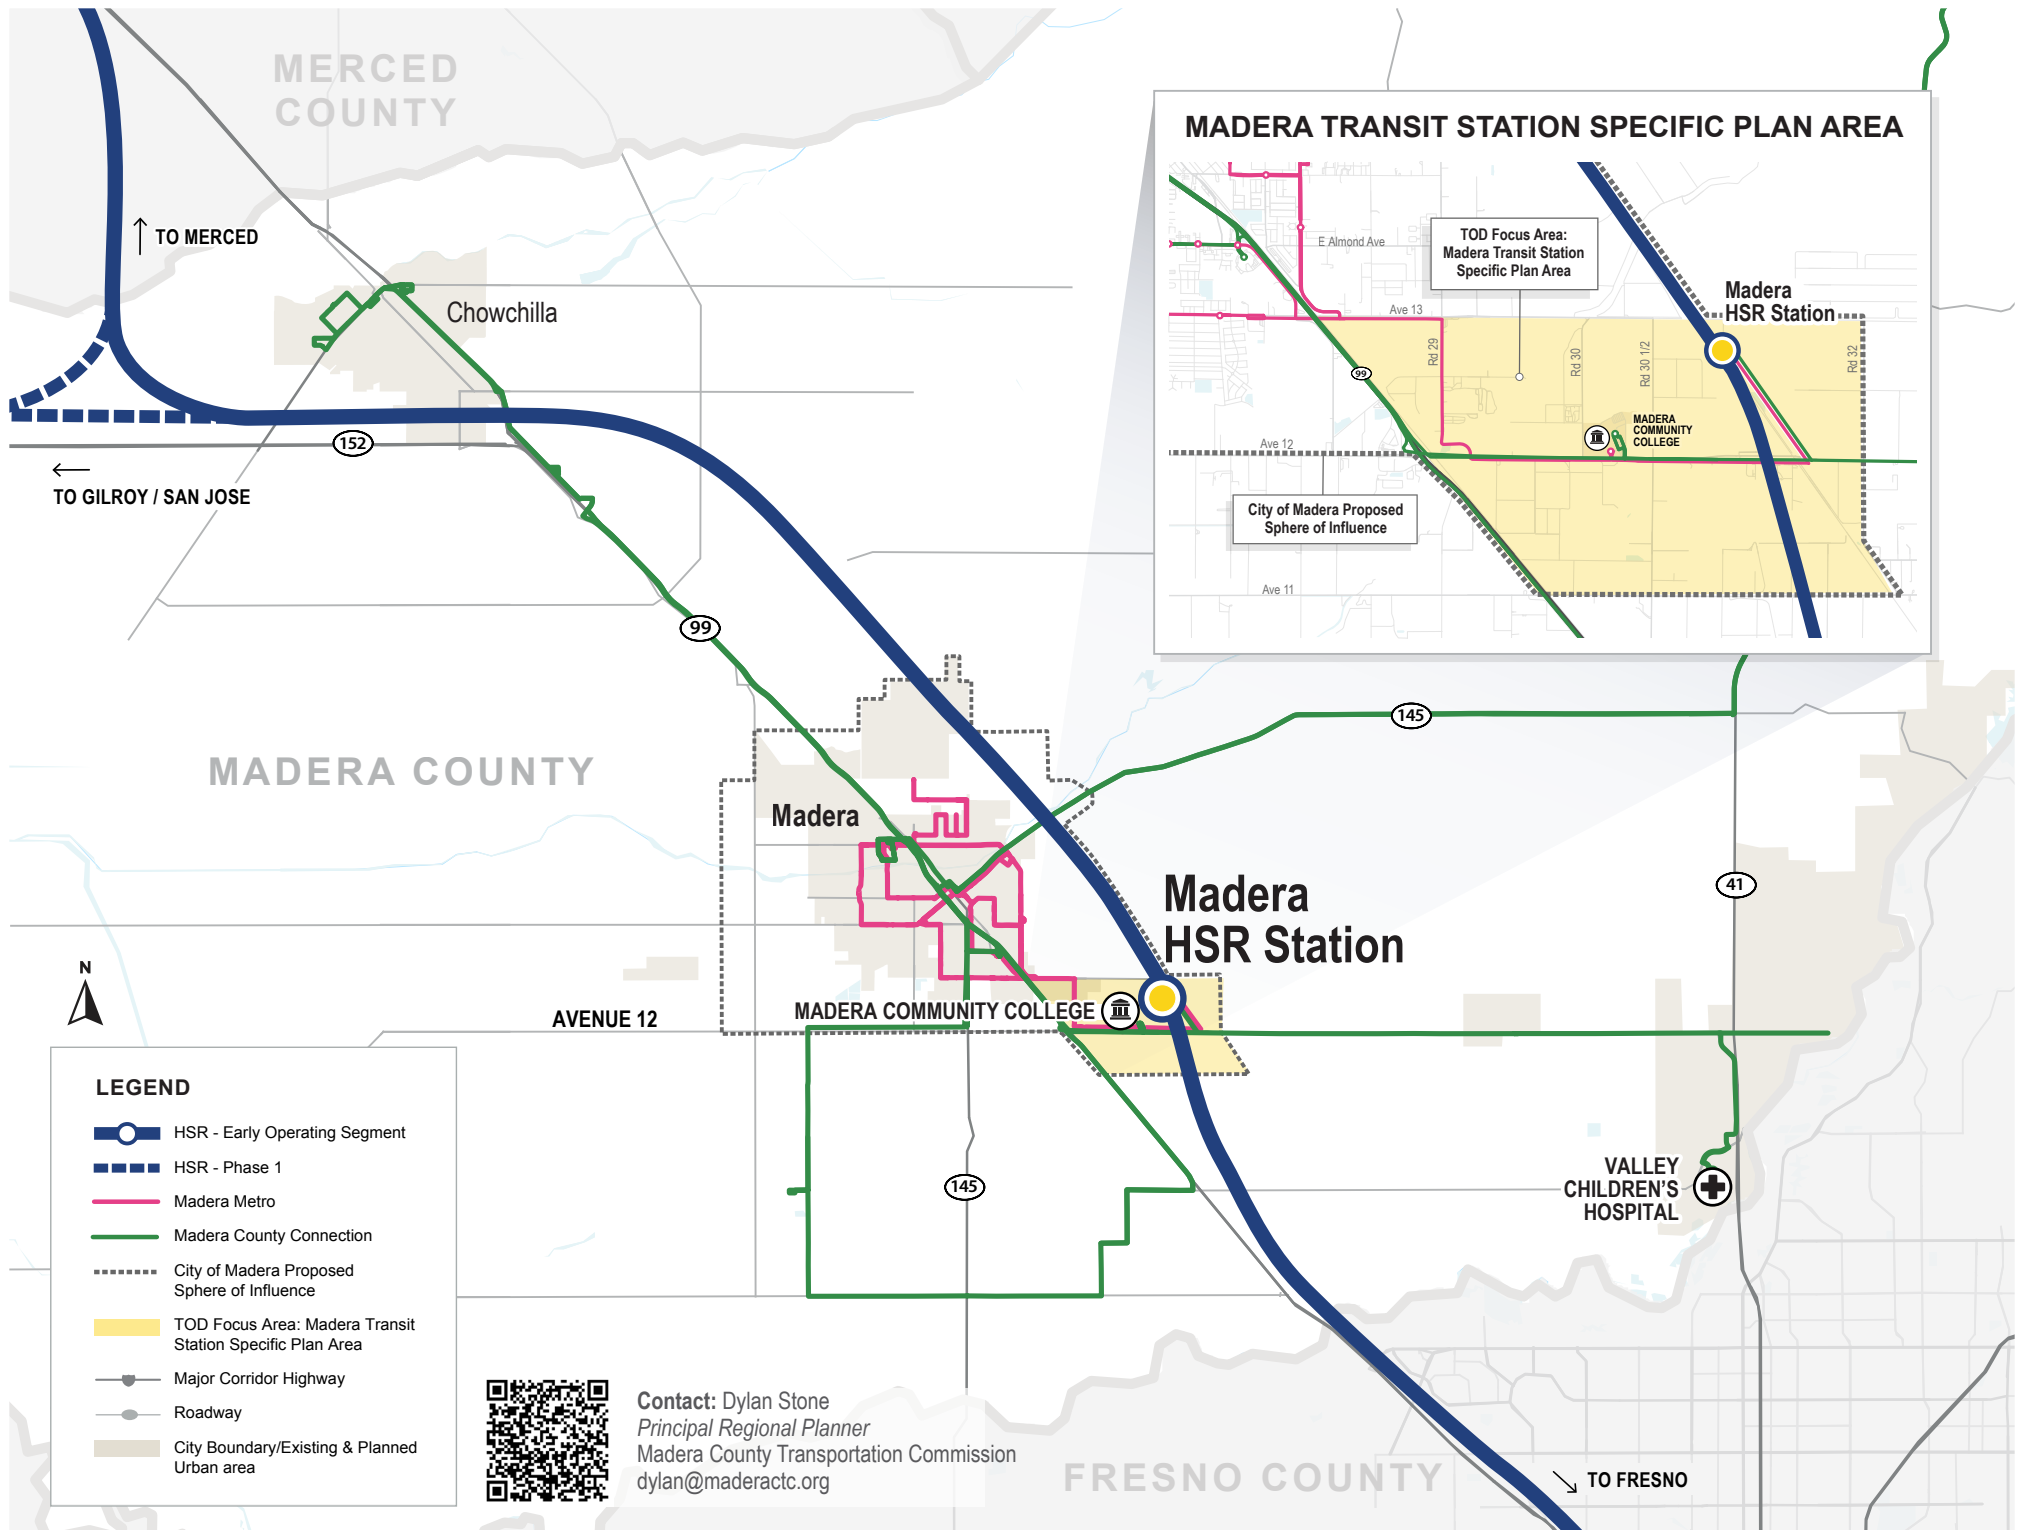 MERCED
COUNTY
TO MERCED
Chowchilla
152
TO GILROY / SAN JOSE
99
MADERA COUNTY
Madera
145
41
Madera
HSR Station
MADERA COMMUNITY COLLEGE
AVENUE 12
N
145
VALLEY
CHILDREN'S
HOSPITAL
FRESNO COUNTY
TO FRESNO
MADERA TRANSIT STATION SPECIFIC PLAN AREA
E Almond Ave
TOD Focus Area:
Madera Transit Station
Specific Plan Area
Madera
HSR Station
Ave 13
Rd 29
Rd 30
Rd 30 1/2
Rd 32
99
MADERA
COMMUNITY
COLLEGE
Ave 12
City of Madera Proposed
Sphere of Influence
Ave 11
LEGEND
HSR - Early Operating Segment
HSR - Phase 1
Madera Metro
Madera County Connection
City of Madera Proposed
Sphere of Influence
TOD Focus Area: Madera Transit
Station Specific Plan Area
Major Corridor Highway
Roadway
City Boundary/Existing & Planned
Urban area
Contact: Dylan Stone
Principal Regional Planner
Madera County Transportation Commission
dylan@maderactc.org